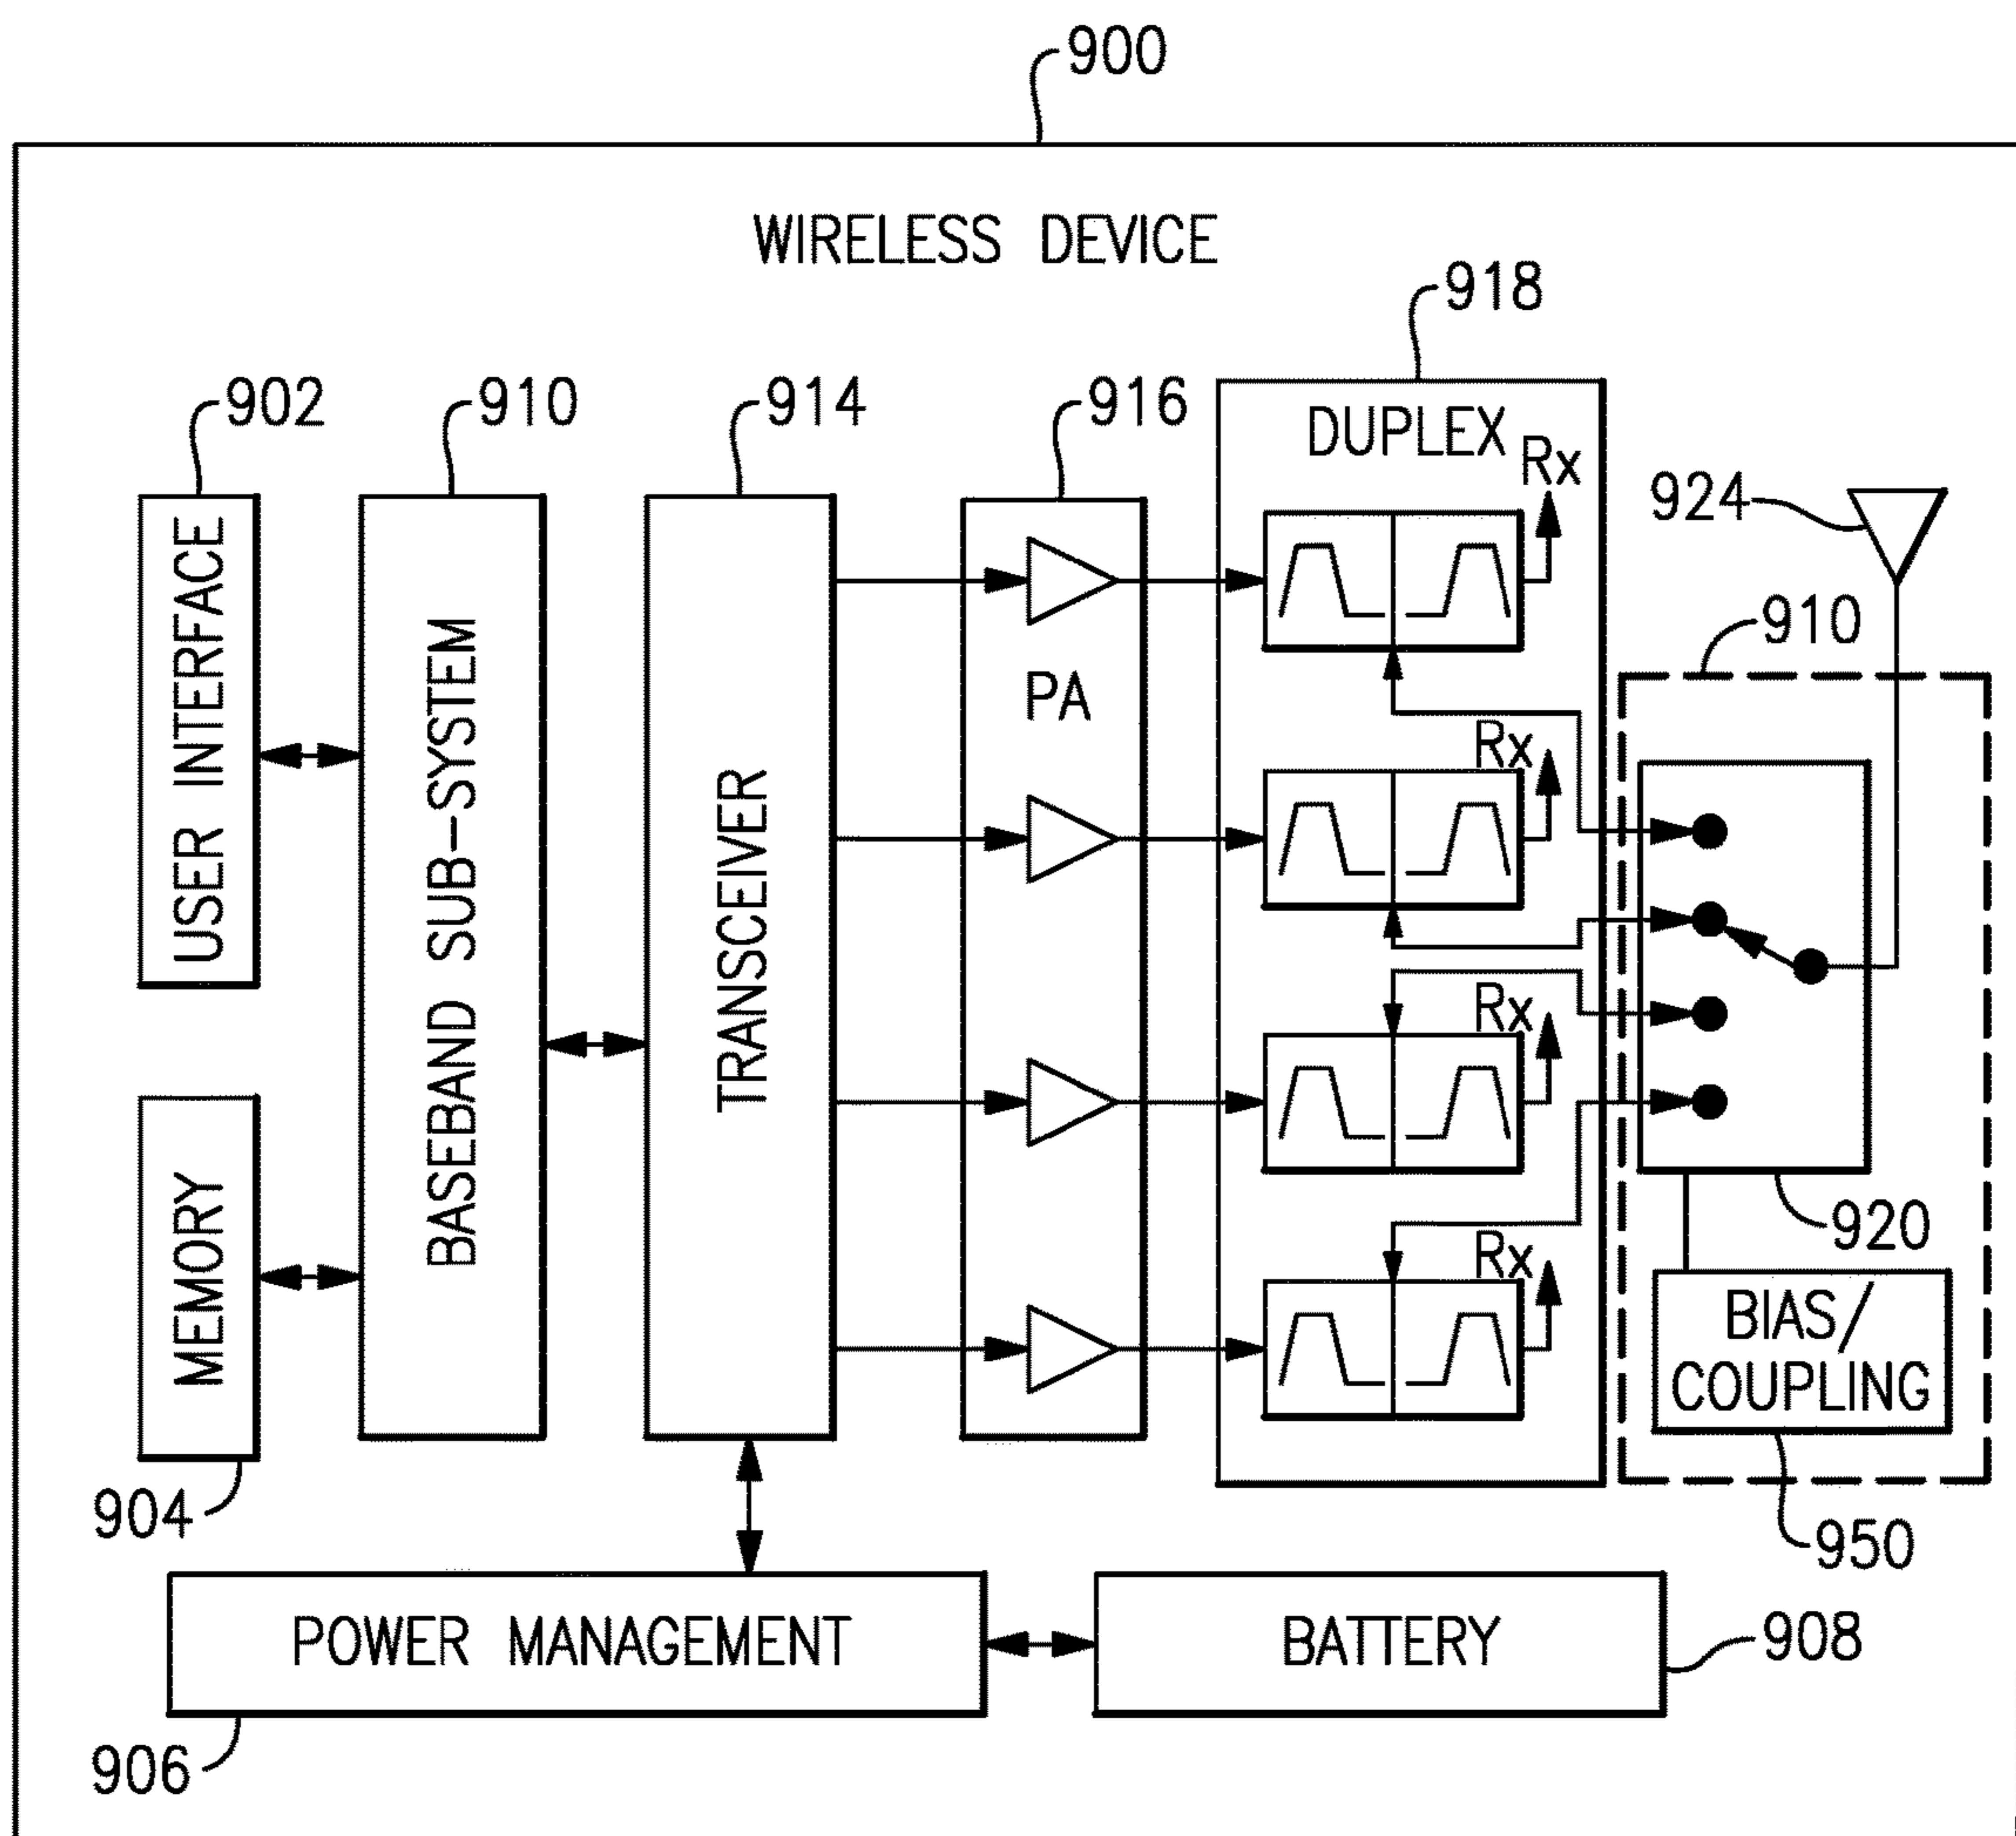 900
WIRELESS DEVICE
918
902
910
914
916
DUPLEX
Rx
924
USER INTERFACE
BASEBAND SUB-SYSTEM
TRANSCEIVER
PA
910
Rx
Rx
920
MEMORY
Rx
BIAS/
COUPLING
904
950
POWER MANAGEMENT
BATTERY
908
906